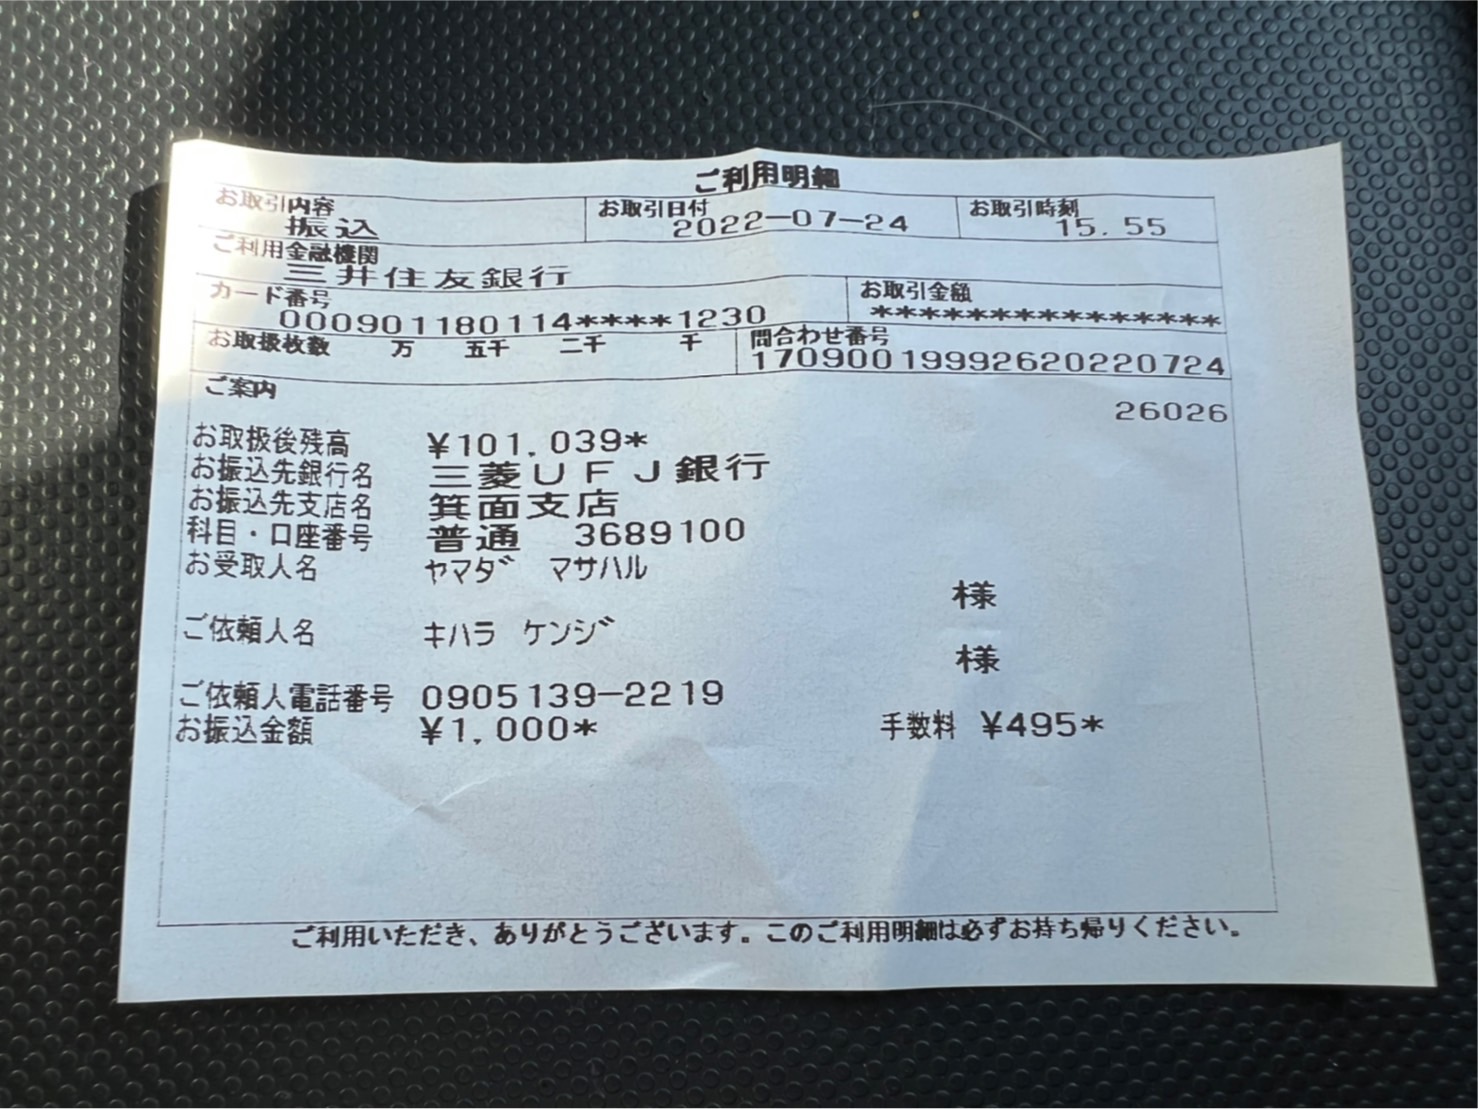 ご利用明細
お取引内容 お取引日付 お取引時刻
振込 2022-07-24 15.55
ご利用金融機関
三井住友銀行
カード番号 お取引金額
000901180114****1230 ***************
お取扱枚数 万 五千 二千 千 問合わせ番号
1709001999262022​0724
ご案内
26026
お取扱後残高 ¥101,039*
お振込先銀行名 三菱UFJ銀行
お振込先支店名 箕面支店
科目・口座番号 普通 3689100
お受取人名 ヤマダ マサハル
様
ご依頼人名 キハラ ケンジ
様
ご依頼人電話番号 0905139-2219
お振込金額 ¥1,000* 手数料 ¥495*
ご利用いただき、ありがとうございます。このご利用明細は必ずお持ち帰りください。